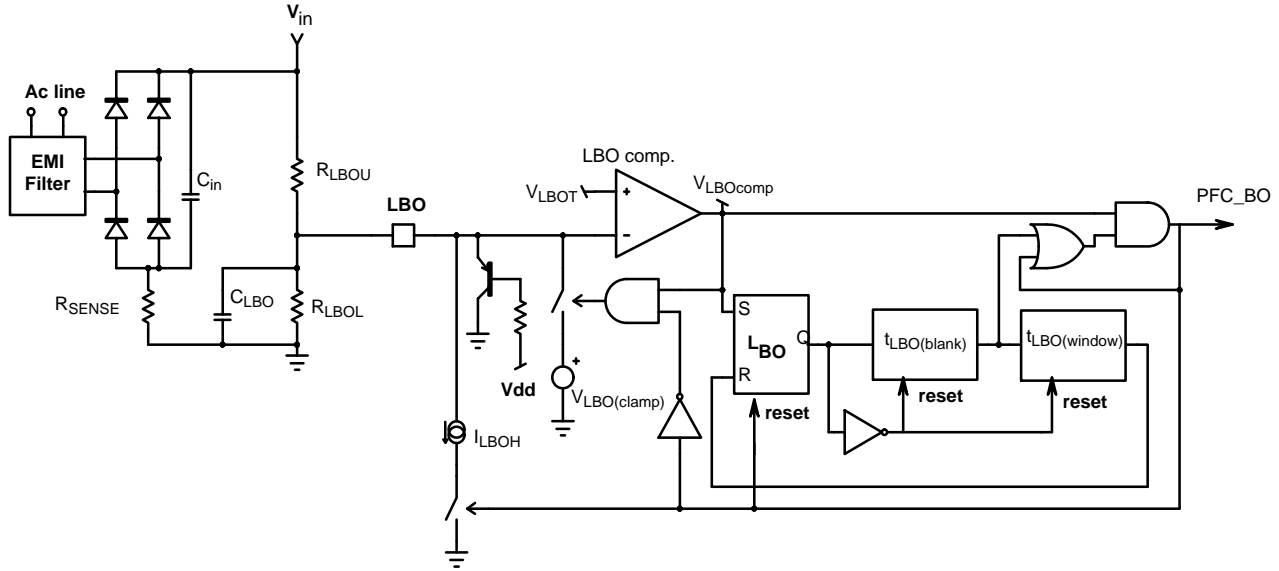 Vin
Ac line
EMI
Filter
Cin
RLBOU
RSENSE
CLBO
RLBOL
LBO
LBO comp.
VLBOT
+
−
VLBOcomp
PFC_BO
Vdd
+
VLBO(clamp)
ILBOH
S
LBO
Q
R
reset
tLBO(blank)
reset
tLBO(window)
reset